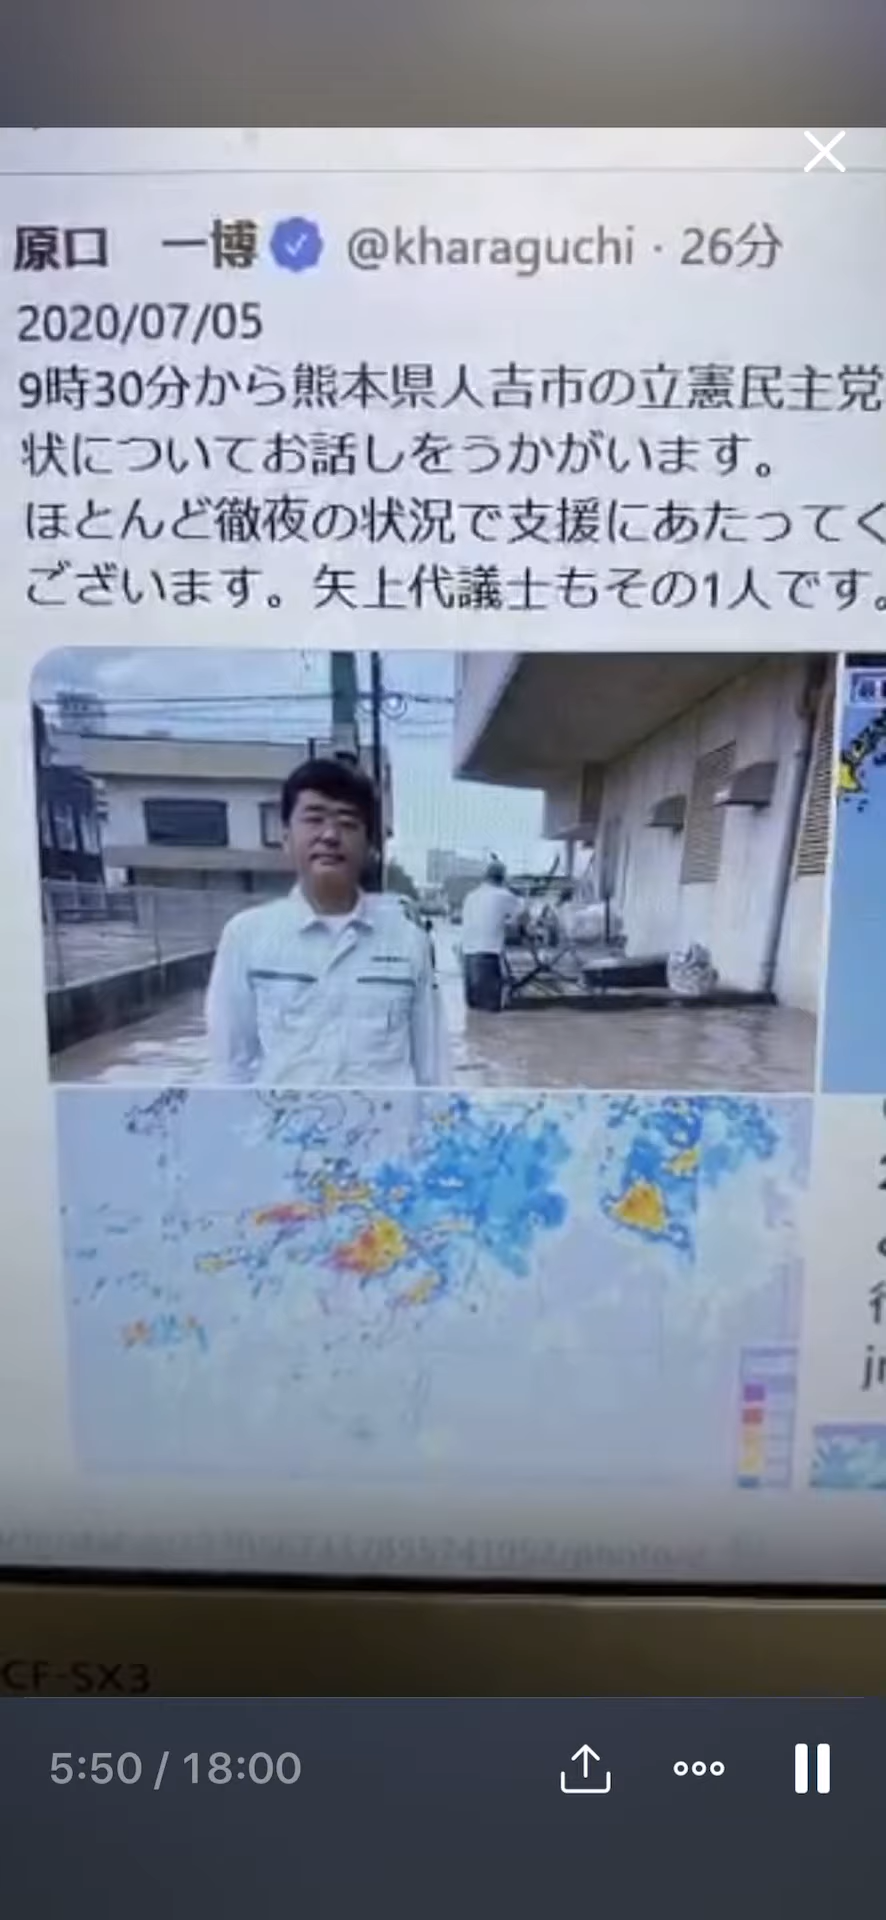 原口 一博 @kharaguchi · 26分
2020/07/05
9時30分から熊本県人吉市の立憲民主党
状についてお話しをうかがいます。
ほとんど徹夜の状況で支援にあたってく
ございます。矢上代議士もその1人です。
CF-SX3
5:50 / 18:00